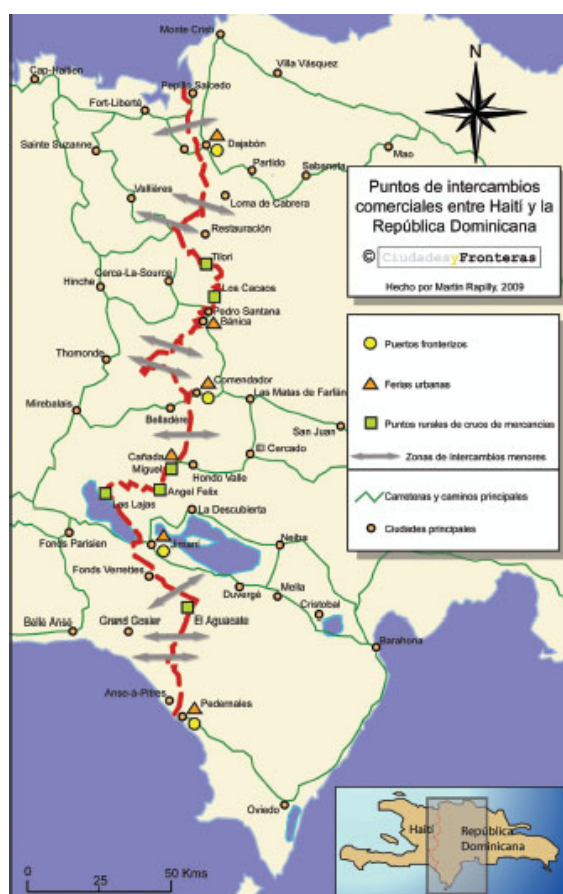 Monte Cristi
Villa Vásquez
Cap-Haïtien
Pepillo Salcedo
N
Fort-Liberté
Sainte Suzanne
Dajabón
Mao
Partido
Sabaneta
Vallières
Loma de Cabrera
Restauración
Puntos de intercambios
comerciales entre Haití y la
República Dominicana
© CiudadesyFronteras
Hecho por Martin Rapilly, 2009
Tilori
Cerca-La-Source
Hinche
Los Cacaos
Pedro Santana
Bánica
Thomonde
Comendador
Las Matas de Farfán
Mirebalais
Belladère
San Juan
El Cercado
Cañada
Miguel
Hondo Valle
Angel Felix
Las Lajas
La Descubierta
Fonds Parisien
Jimaní
Neiba
Fonds Verrettes
Duvergé
Mella
Cristobal
Belle Anse
Grand Gosier
El Aguacate
Barahona
Anse-à-Pitres
Pedernales
Oviedo
Puertos fronterizos
Ferias urbanas
Puntos rurales de cruce de mercancías
Zonas de intercambios menores
Carreteras y caminos principales
Ciudades principales
0
25
50 Kms
Haití
República
Dominicana